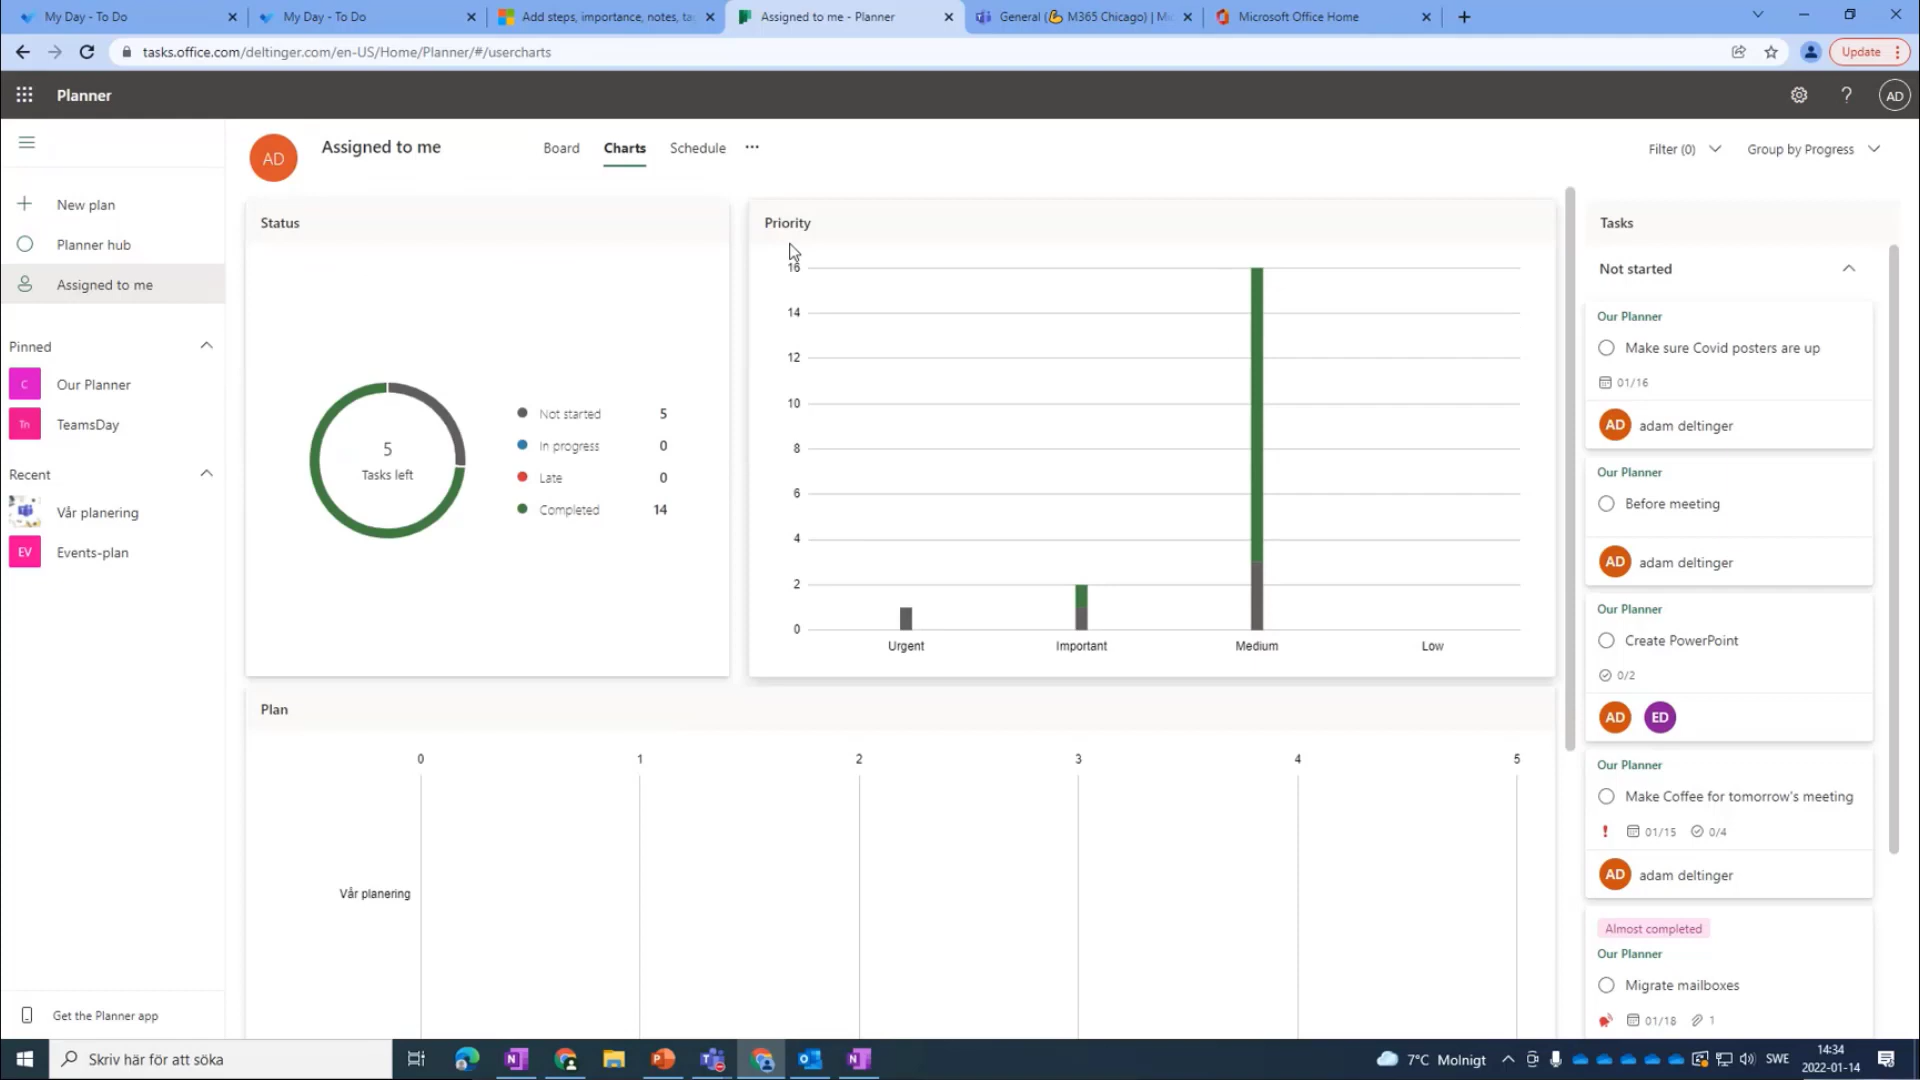 My Day - To Do
My Day - To Do
Add steps, importance, notes, ta
Assigned to me - Planner
General (💪 M365 Chicago) | Mi
Microsoft Office Home
tasks.office.com/deltinger.com/en-US/Home/Planner/#/usercharts
Update
Planner
AD
New plan
Planner hub
Assigned to me
Pinned
C Our Planner
Tn TeamsDay
Recent
Vår planering
EV Events-plan
Get the Planner app
AD
Assigned to me
Board
Charts
Schedule
Filter (0)
Group by Progress
Status
5
Tasks left
Not started 5
In progress 0
Late 0
Completed 14
Priority
16
14
12
10
8
6
4
2
0
Urgent Important Medium Low
Plan
0 1 2 3 4 5
Vår planering
Tasks
Not started
Our Planner
Make sure Covid posters are up
01/16
AD adam deltinger
Our Planner
Before meeting
AD adam deltinger
Our Planner
Create PowerPoint
0/2
AD ED
Our Planner
Make Coffee for tomorrow's meeting
01/15 0/4
AD adam deltinger
Almost completed
Our Planner
Migrate mailboxes
01/18 1
Skriv här för att söka
7°C Molnigt
SWE
14:34
2022-01-14